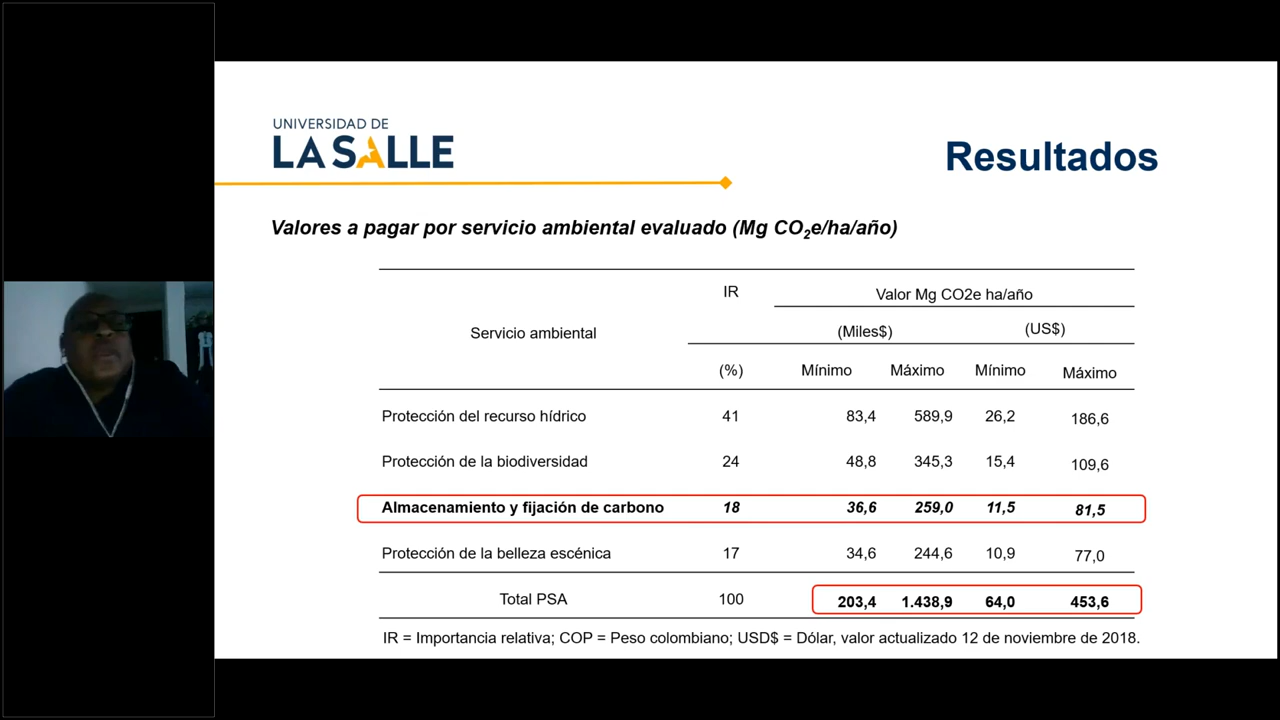 UNIVERSIDAD DE
LA SALLE
Resultados
Valores a pagar por servicio ambiental evaluado (Mg CO2e/ha/año)
Servicio ambiental IR Valor Mg CO2e ha/año
(Miles$) (US$)
(%) Mínimo Máximo Mínimo Máximo
Protección del recurso hídrico 41 83,4 589,9 26,2 186,6
Protección de la biodiversidad 24 48,8 345,3 15,4 109,6
Almacenamiento y fijación de carbono 18 36,6 259,0 11,5 81,5
Protección de la belleza escénica 17 34,6 244,6 10,9 77,0
Total PSA 100 203,4 1.438,9 64,0 453,6
IR = Importancia relativa; COP = Peso colombiano; USD$ = Dólar, valor actualizado 12 de noviembre de 2018.